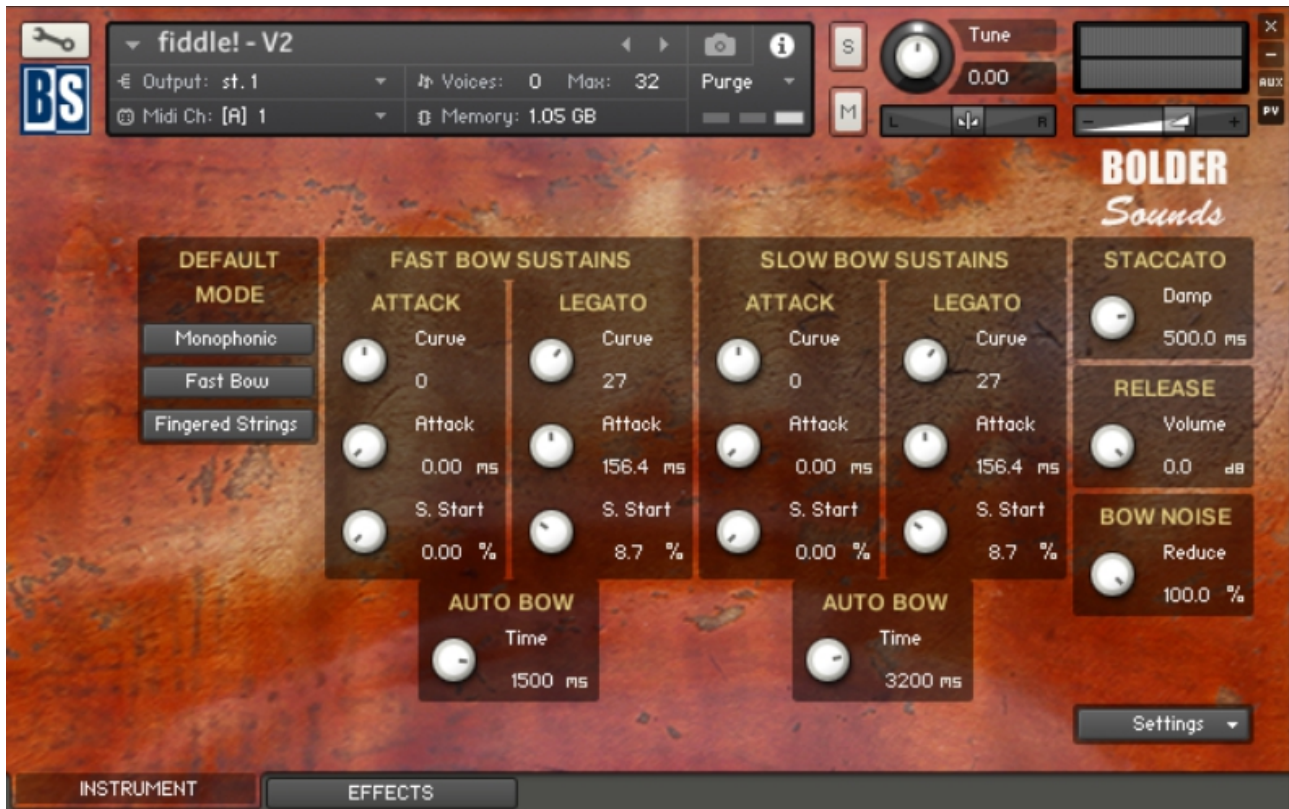 fiddle! - V2
S
Tune
×
–
BS
Output: st. 1
Voices: 0 Max: 32
Purge
0.00
AUX
Midi Ch: [A] 1
Memory: 1.05 GB
M
L
R
–
+
PV
BOLDER
Sounds
DEFAULT
MODE
Monophonic
Fast Bow
Fingered Strings
FAST BOW SUSTAINS
ATTACK
Curve
0
Attack
0.00 ms
S. Start
0.00 %
LEGATO
Curve
27
Attack
156.4 ms
S. Start
8.7 %
AUTO BOW
Time
1500 ms
SLOW BOW SUSTAINS
ATTACK
Curve
0
Attack
0.00 ms
S. Start
0.00 %
LEGATO
Curve
27
Attack
156.4 ms
S. Start
8.7 %
AUTO BOW
Time
3200 ms
STACCATO
Damp
500.0 ms
RELEASE
Volume
0.0 dB
BOW NOISE
Reduce
100.0 %
Settings
INSTRUMENT
EFFECTS